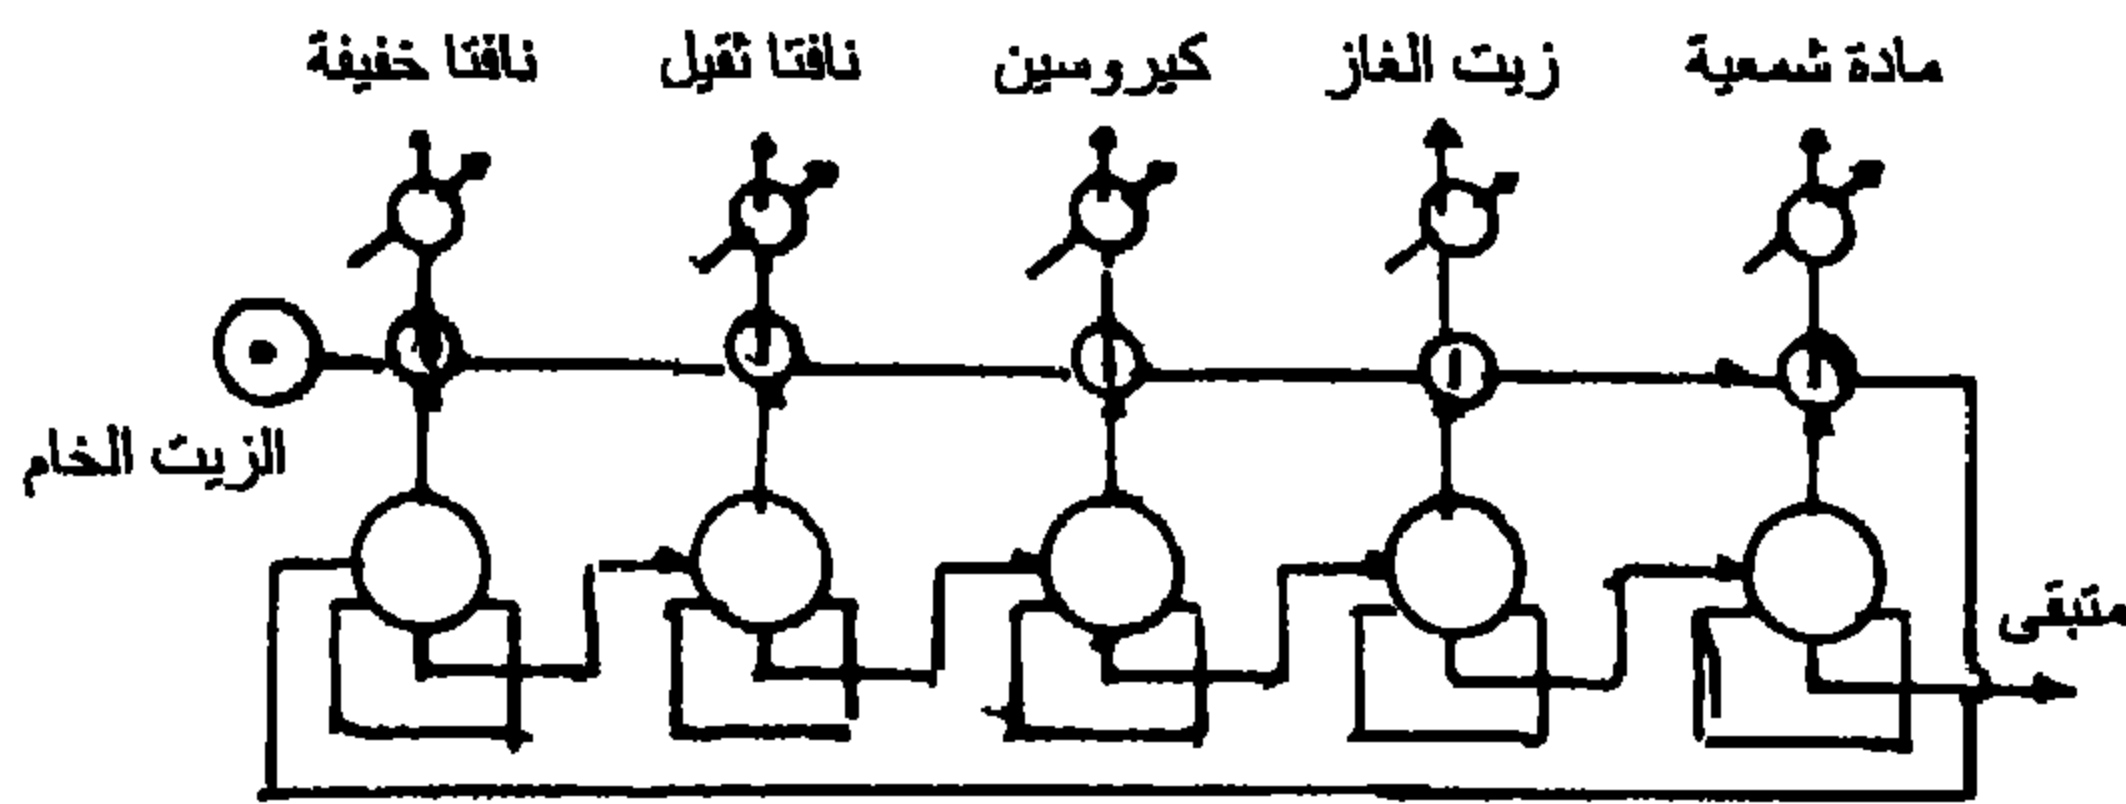 مادة شمعية
زيت الغاز
كيروسين
نافتا ثقيل
نافتا خفيفة
الزيت الخام
متبقى